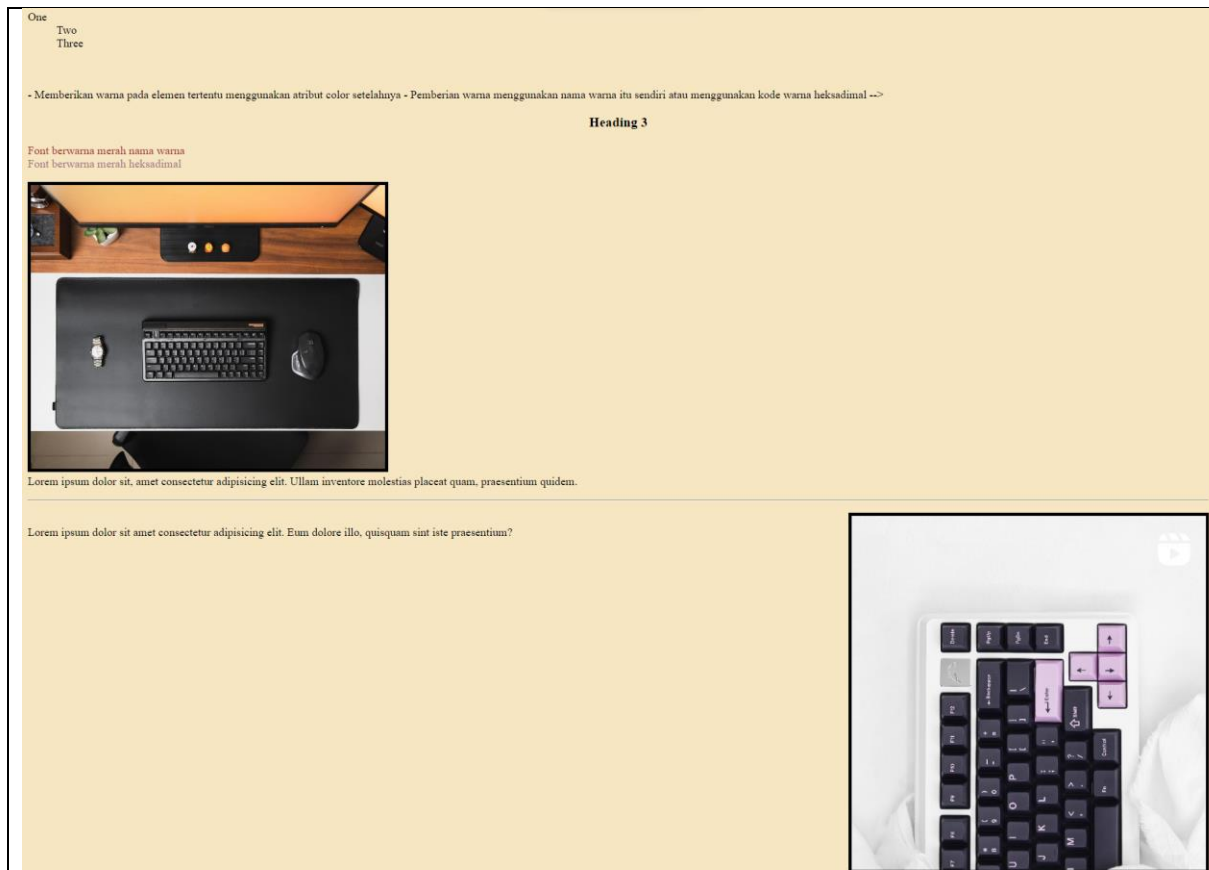 One
Two
Three
- Memberikan warna pada elemen tertentu menggunakan atribut color setelahnya - Pemberian warna menggunakan nama warna itu sendiri atau menggunakan kode warna heksadimal -->
Heading 3
Font berwarna merah nama warna
Font berwarna merah heksadimal
Lorem ipsum dolor sit, amet consectetur adipisicing elit. Ullam inventore molestias placeat quam, praesentium quidem.
Lorem ipsum dolor sit amet consectetur adipisicing elit. Eum dolore illo, quisquam sint iste praesentium?